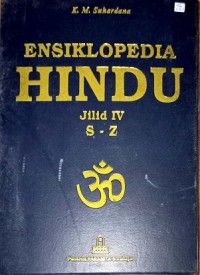 K. M. Suhardana
ENSIKLOPEDIA
HINDU
Jilid IV
S - Z
ॐ